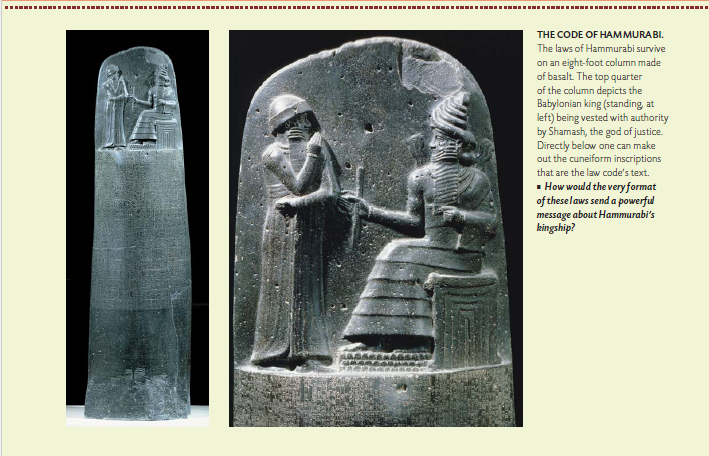 THE CODE OF HAMMURABI.
The laws of Hammurabi survive
on an eight-foot column made
of basalt. The top quarter
of the column depicts the
Babylonian king (standing, at
left) being vested with authority
by Shamash, the god of justice.
Directly below one can make
out the cuneiform inscriptions
that are the law code's text.
▪ How would the very format
of these laws send a powerful
message about Hammurabi's
kingship?